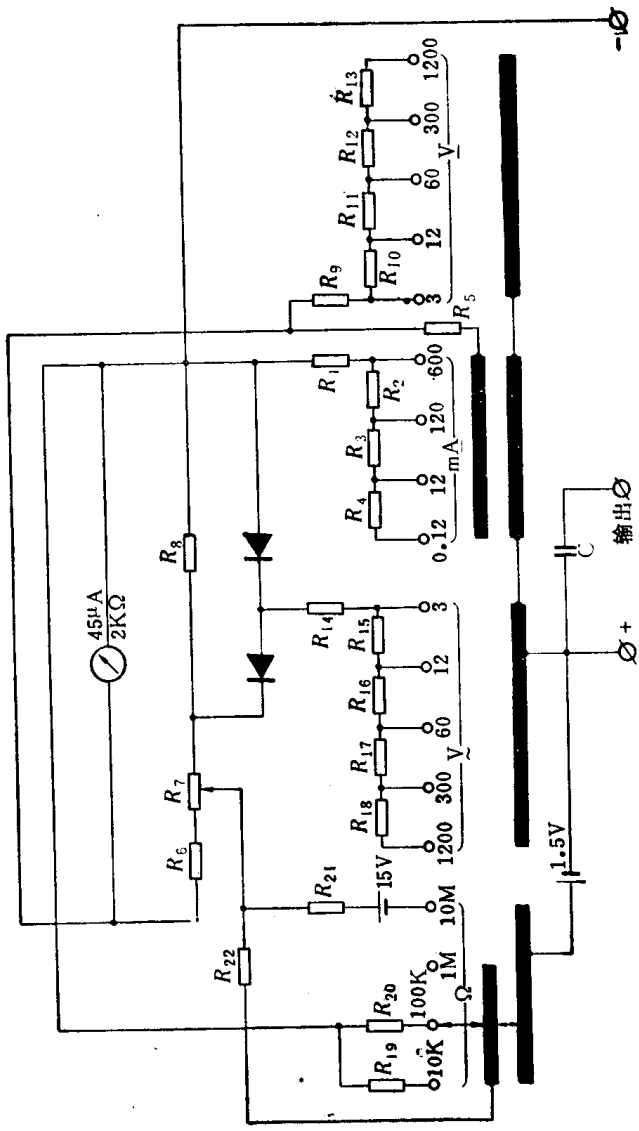 45μA
2KΩ
R6
R7
R8
R22
R21
15V
R18
R17
R16
R15
R14
1200
300
60
12
3
V
R4
R3
R2
R1
0.12
12
120
600
mA
R5
R9
R10
R11
R12
R13
3
12
60
300
1200
V
R19
R20
10K
100K
1M
10M
Ω
1.5V
+
C
输出
-